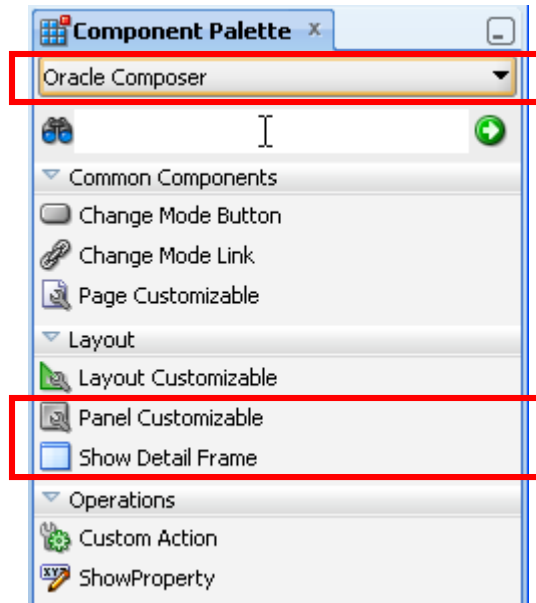 Component Palette x
Oracle Composer
Common Components
Change Mode Button
Change Mode Link
Page Customizable
Layout
Layout Customizable
Panel Customizable
Show Detail Frame
Operations
Custom Action
XYZ
ShowProperty